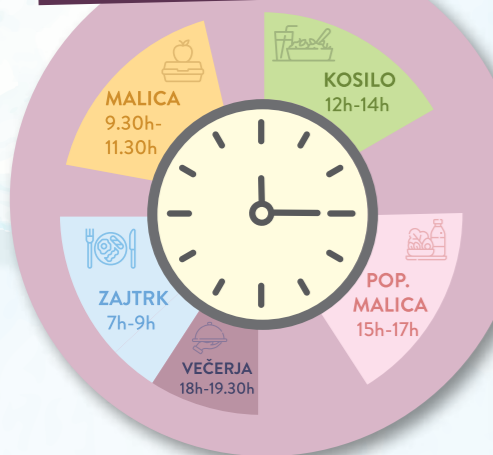 MALICA
9.30h-
11.30h
KOSILO
12h-14h
ZAJTRK
7h-9h
POP.
MALICA
15h-17h
VEČERJA
18h-19.30h